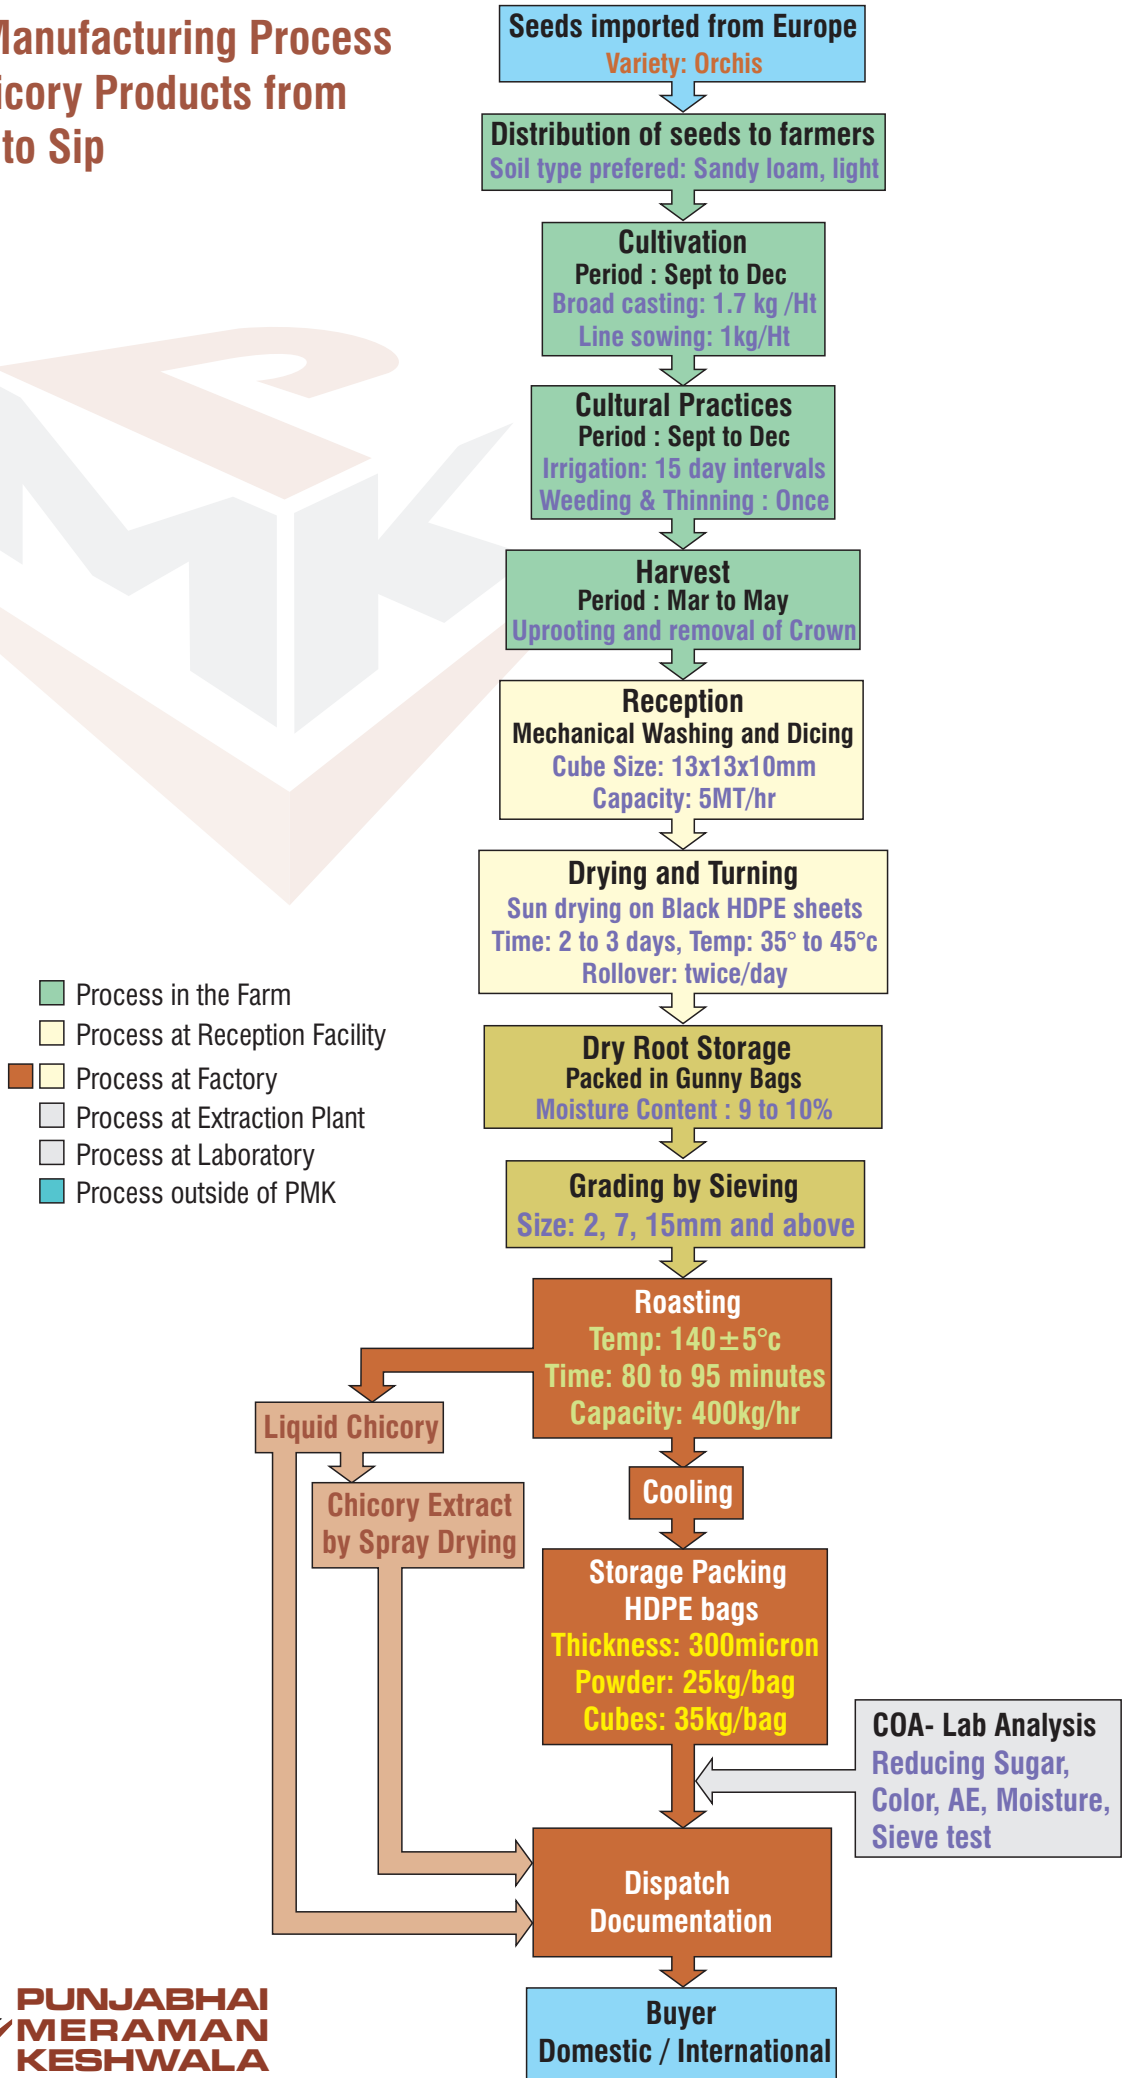 Manufacturing Process
icory Products from
to Sip
Seeds imported from Europe
Variety: Orchis
Distribution of seeds to farmers
Soil type prefered: Sandy loam, light
Cultivation
Period : Sept to Dec
Broad casting: 1.7 kg /Ht
Line sowing: 1kg/Ht
Cultural Practices
Period : Sept to Dec
Irrigation: 15 day intervals
Weeding & Thinning : Once
Harvest
Period : Mar to May
Uprooting and removal of Crown
Reception
Mechanical Washing and Dicing
Cube Size: 13x13x10mm
Capacity: 5MT/hr
Drying and Turning
Sun drying on Black HDPE sheets
Time: 2 to 3 days, Temp: 35° to 45°c
Rollover: twice/day
Process in the Farm
Process at Reception Facility
Process at Factory
Process at Extraction Plant
Process at Laboratory
Process outside of PMK
Dry Root Storage
Packed in Gunny Bags
Moisture Content : 9 to 10%
Grading by Sieving
Size: 2, 7, 15mm and above
Roasting
Temp: 140±5°c
Time: 80 to 95 minutes
Capacity: 400kg/hr
Liquid Chicory
Chicory Extract
by Spray Drying
Cooling
Storage Packing
HDPE bags
Thickness: 300micron
Powder: 25kg/bag
Cubes: 35kg/bag
COA- Lab Analysis
Reducing Sugar,
Color, AE, Moisture,
Sieve test
Dispatch
Documentation
Buyer
Domestic / International
PUNJABHAI
MERAMAN
KESHWALA
PMK